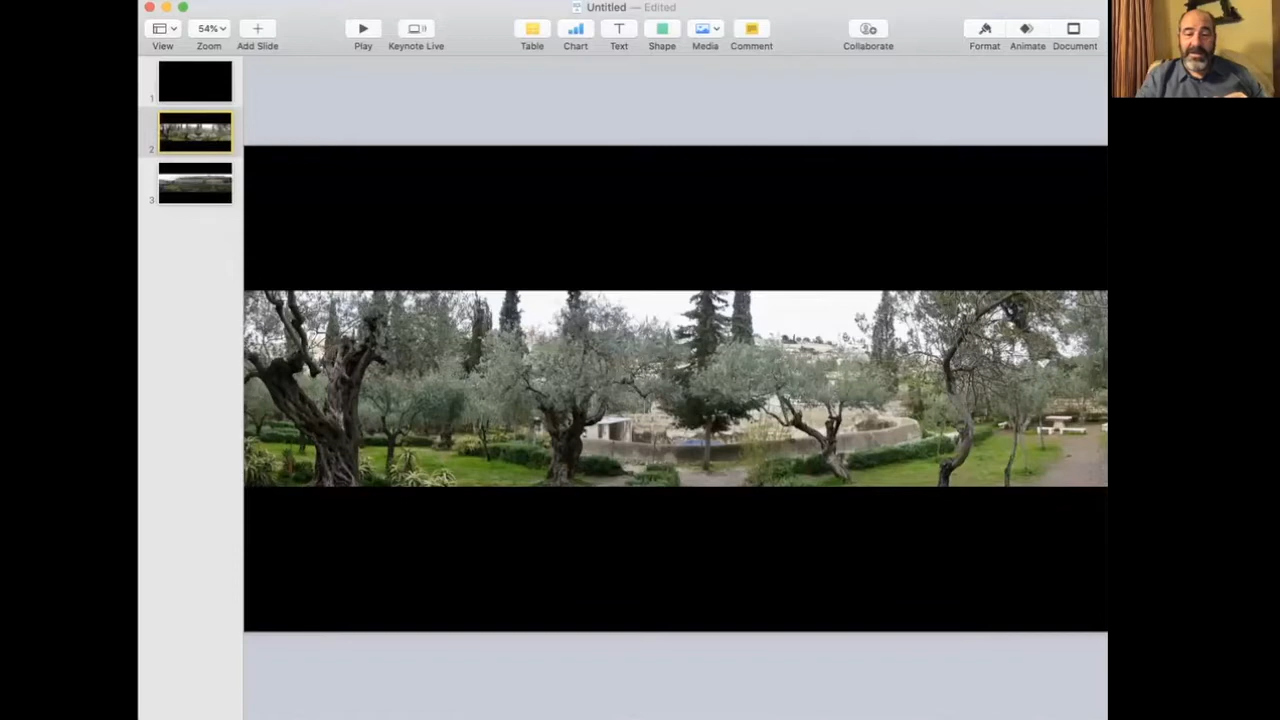 Untitled — Edited
54%
View Zoom Add Slide Play Keynote Live Table Chart Text Shape Media Comment Collaborate Format Animate Document
1
2
3